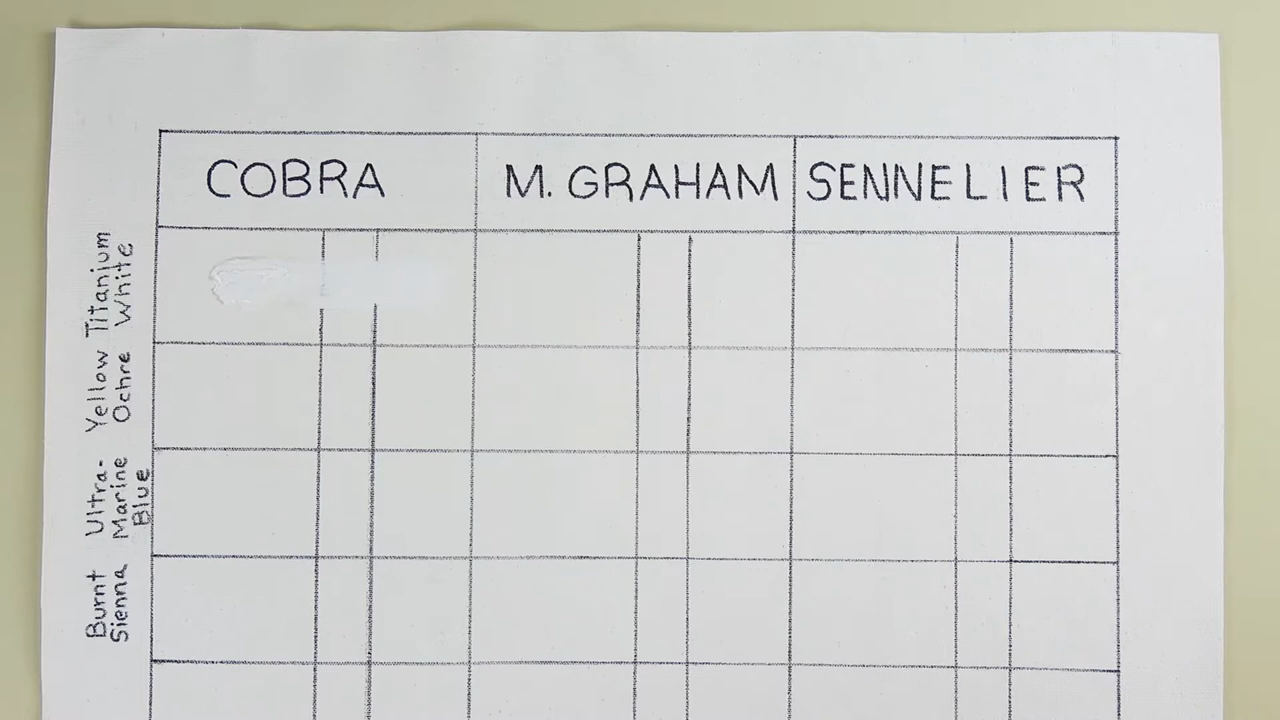 COBRA
M. GRAHAM
SENNELIER
Titanium
White
Yellow
Ochre
Ultra-
Marine
Blue
Burnt
Sienna